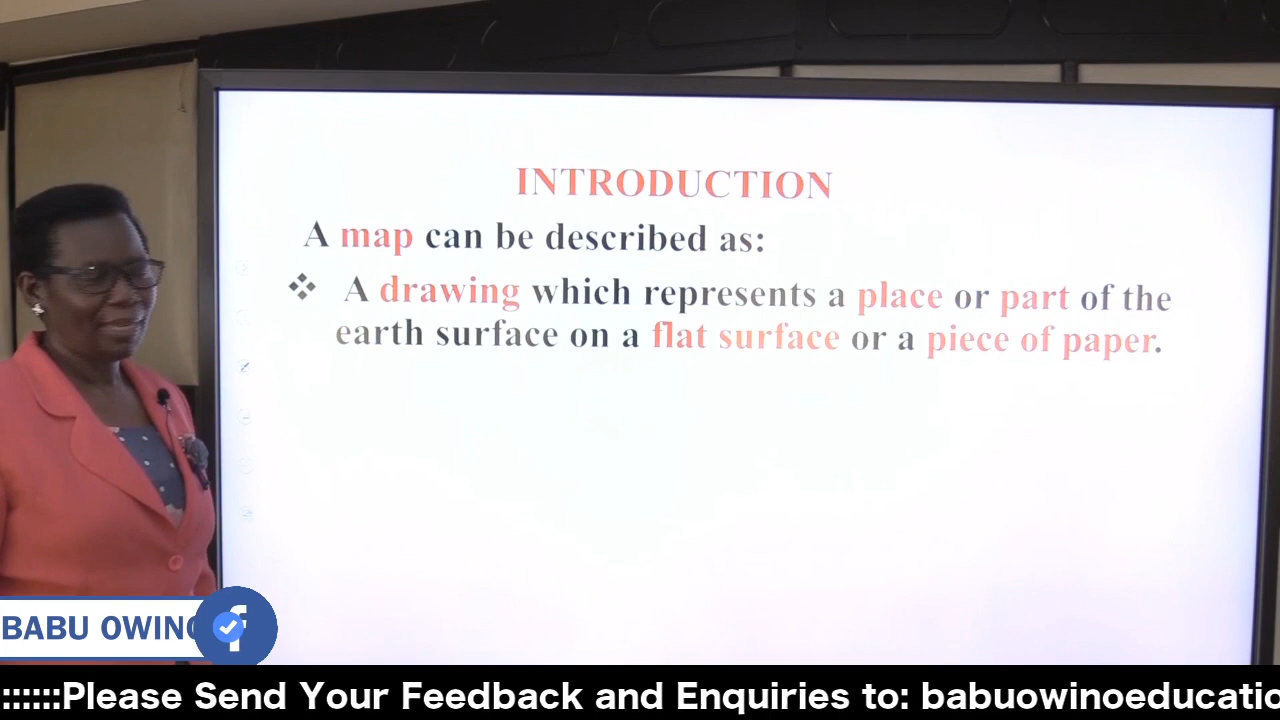 INTRODUCTION
A map can be described as:
❖ A drawing which represents a place or part of the
earth surface on a flat surface or a piece of paper.
BABU OWINO
::::::Please Send Your Feedback and Enquiries to: babuowinoeducatio